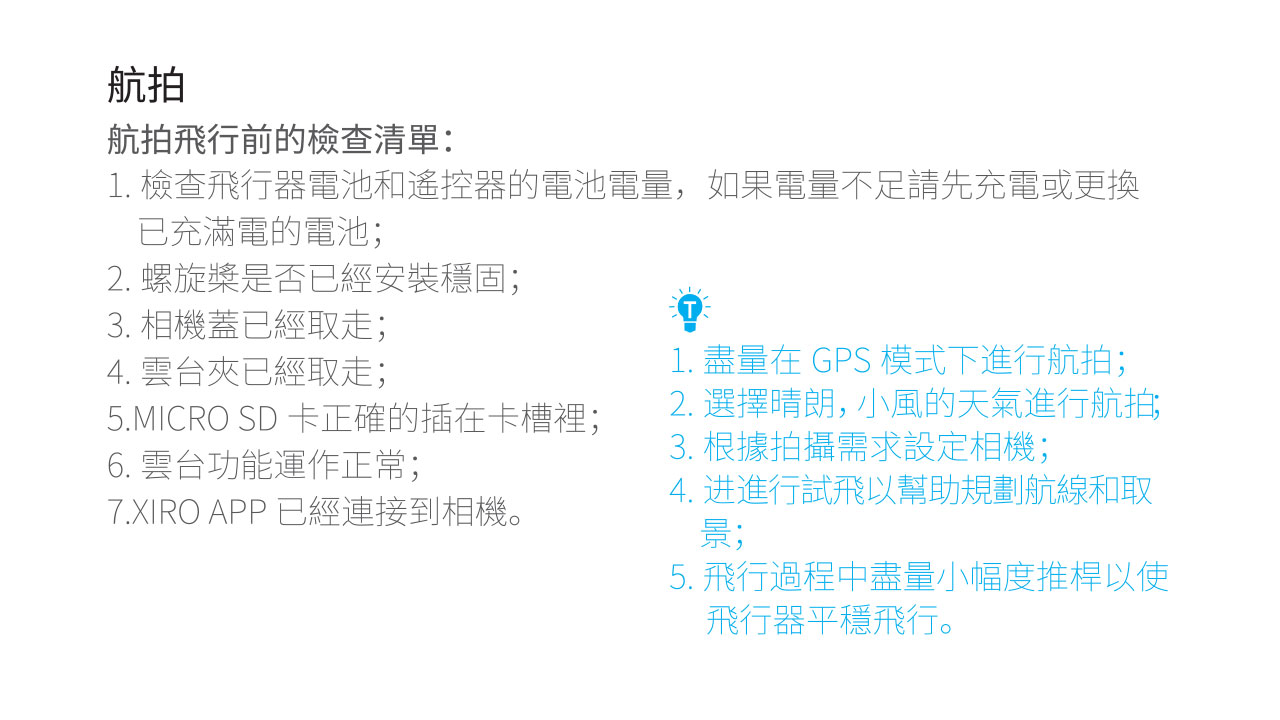 航拍
航拍飛行前的檢查清單：
1. 檢查飛行器電池和遙控器的電池電量，如果電量不足請先充電或更換
已充滿電的電池；
2. 螺旋槳是否已經安裝穩固；
3. 相機蓋已經取走；
4. 雲台夾已經取走；
5.MICRO SD 卡正確的插在卡槽裡；
6. 雲台功能運作正常；
7.XIRO APP 已經連接到相機。
T
1. 盡量在 GPS 模式下進行航拍；
2. 選擇晴朗，小風的天氣進行航拍；
3. 根據拍攝需求設定相機；
4. 进進行試飛以幫助規劃航線和取
景；
5. 飛行過程中盡量小幅度推桿以使
飛行器平穩飛行。